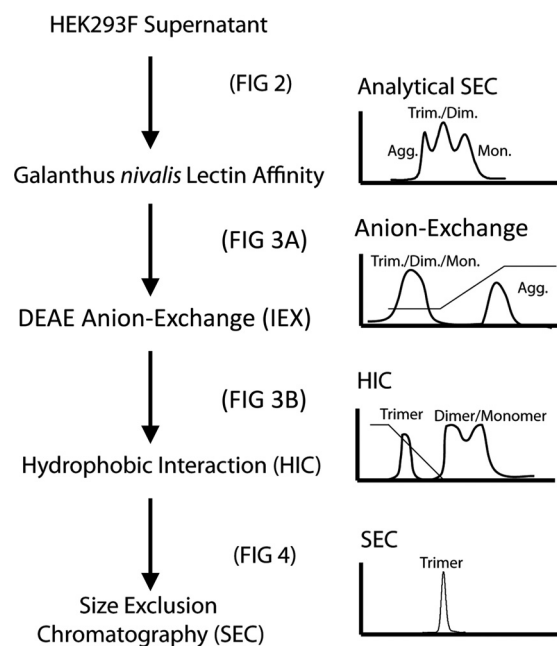 HEK293F Supernatant
(FIG 2)
Analytical SEC
Trim./Dim.
Agg.
Mon.
Galanthus nivalis Lectin Affinity
(FIG 3A)
Anion-Exchange
Trim./Dim./Mon.
Agg.
DEAE Anion-Exchange (IEX)
(FIG 3B)
HIC
Trimer
Dimer/Monomer
Hydrophobic Interaction (HIC)
(FIG 4)
SEC
Trimer
Size Exclusion
Chromatography (SEC)